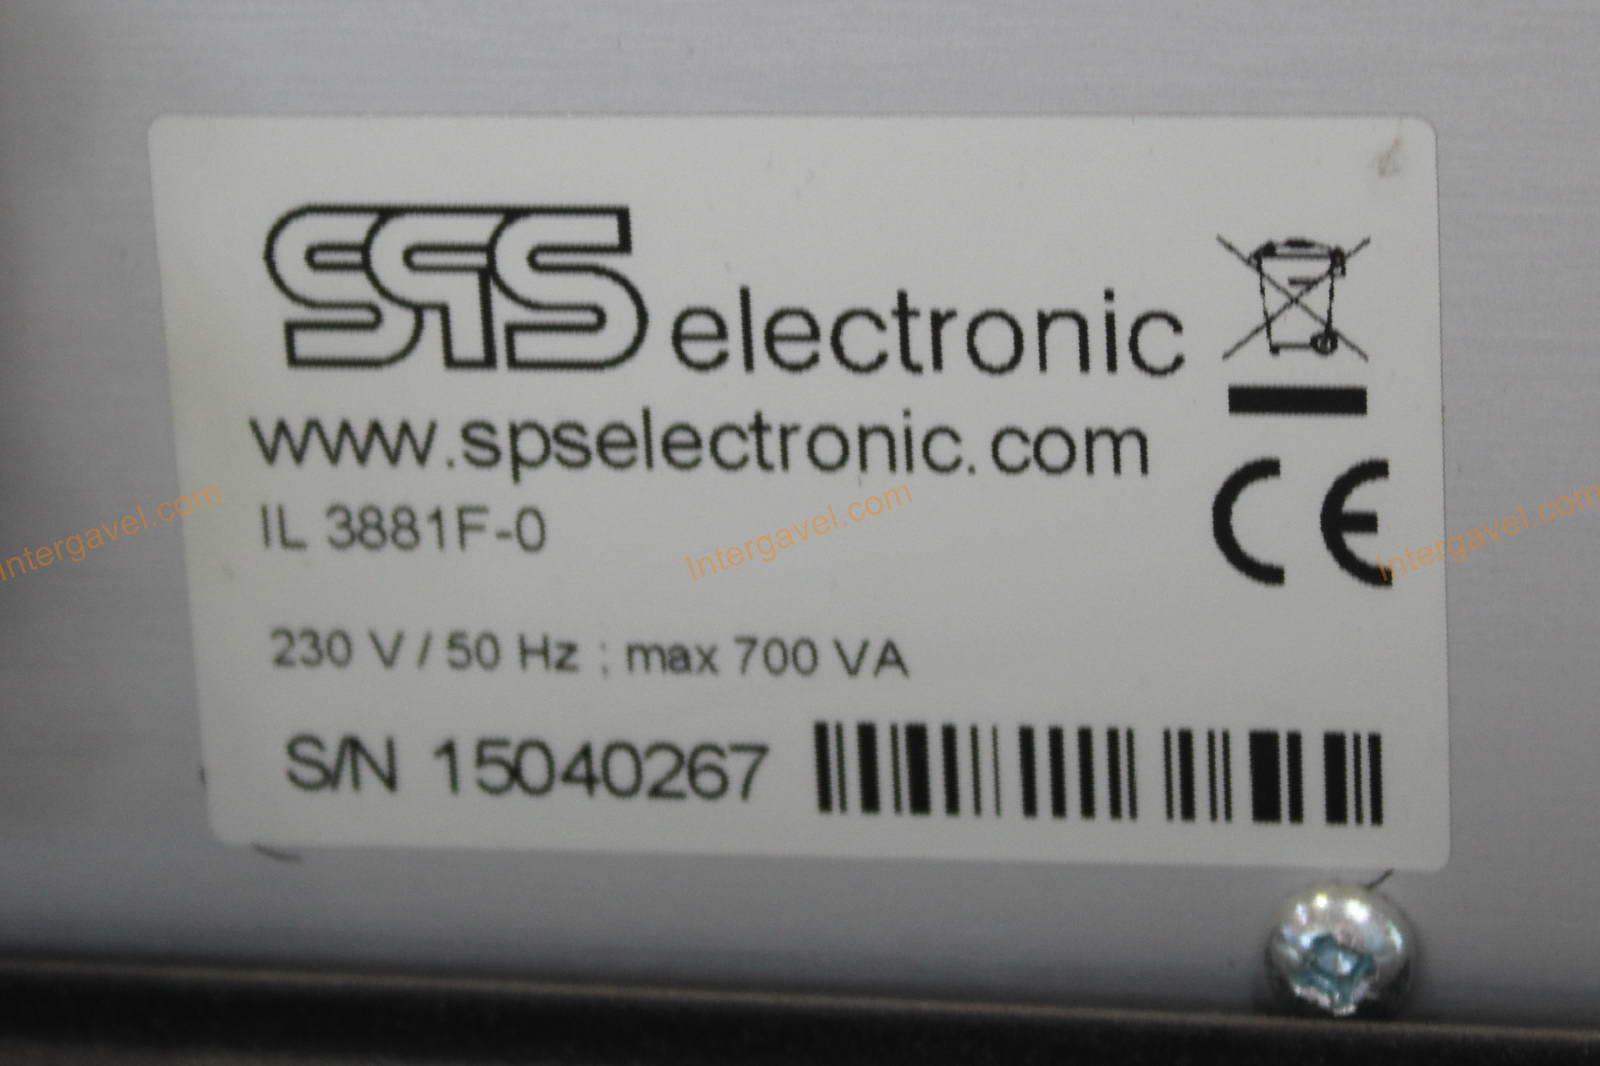 SPS electronic
www.spselectronic.com
IL 3881F-0
230 V / 50 Hz ; max 700 VA
S/N 15040267
CE
Intergavel.com
Intergavel.com
Intergavel.com